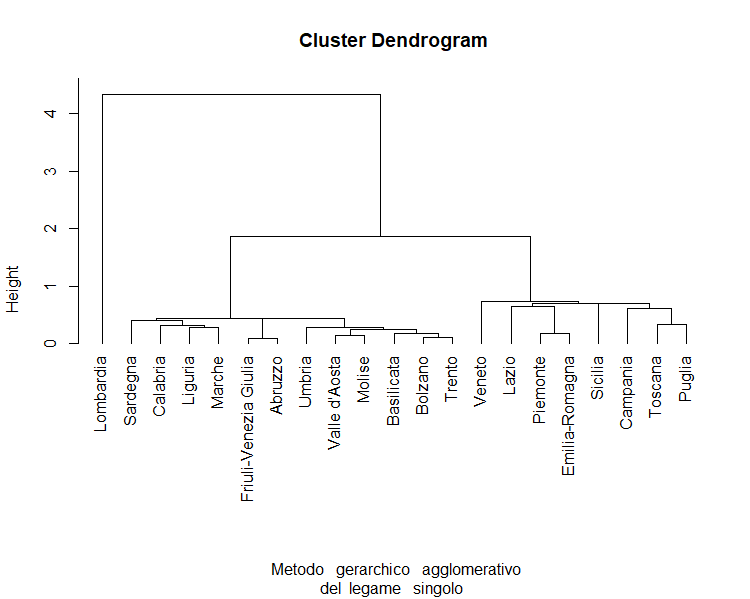 Cluster Dendrogram
Height
0
1
2
3
4
Lombardia
Sardegna
Calabria
Liguria
Marche
Friuli-Venezia Giulia
Abruzzo
Umbria
Valle d'Aosta
Molise
Basilicata
Bolzano
Trento
Veneto
Lazio
Piemonte
Emilia-Romagna
Sicilia
Campania
Toscana
Puglia
Metodo gerarchico agglomerativo
del legame singolo